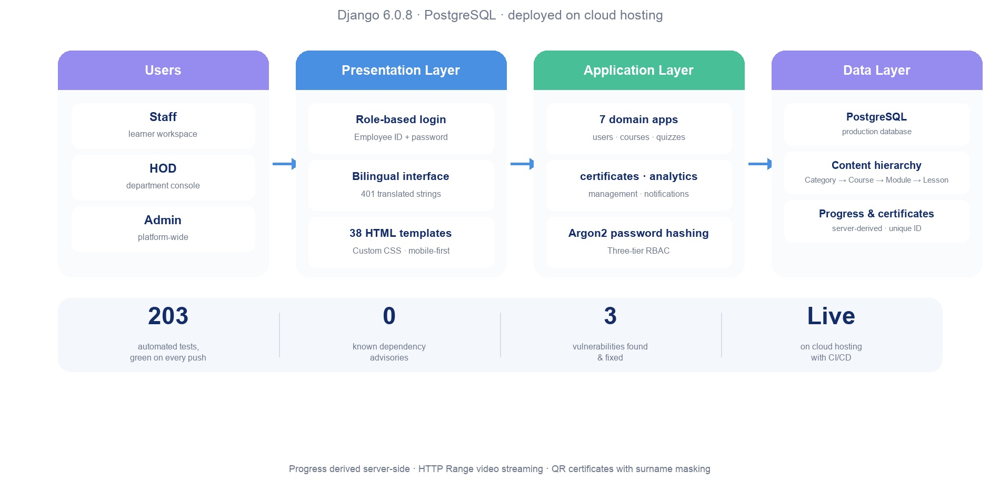 Django 6.0.8 · PostgreSQL · deployed on cloud hosting
Users
Staff
learner workspace
HOD
department console
Admin
platform-wide
Presentation Layer
Role-based login
Employee ID + password
Bilingual interface
401 translated strings
38 HTML templates
Custom CSS · mobile-first
Application Layer
7 domain apps
users · courses · quizzes
certificates · analytics
management · notifications
Argon2 password hashing
Three-tier RBAC
Data Layer
PostgreSQL
production database
Content hierarchy
Category → Course → Module → Lesson
Progress & certificates
server-derived · unique ID
203
automated tests,
green on every push
0
known dependency
advisories
3
vulnerabilities found
& fixed
Live
on cloud hosting
with CI/CD
Progress derived server-side · HTTP Range video streaming · QR certificates with surname masking